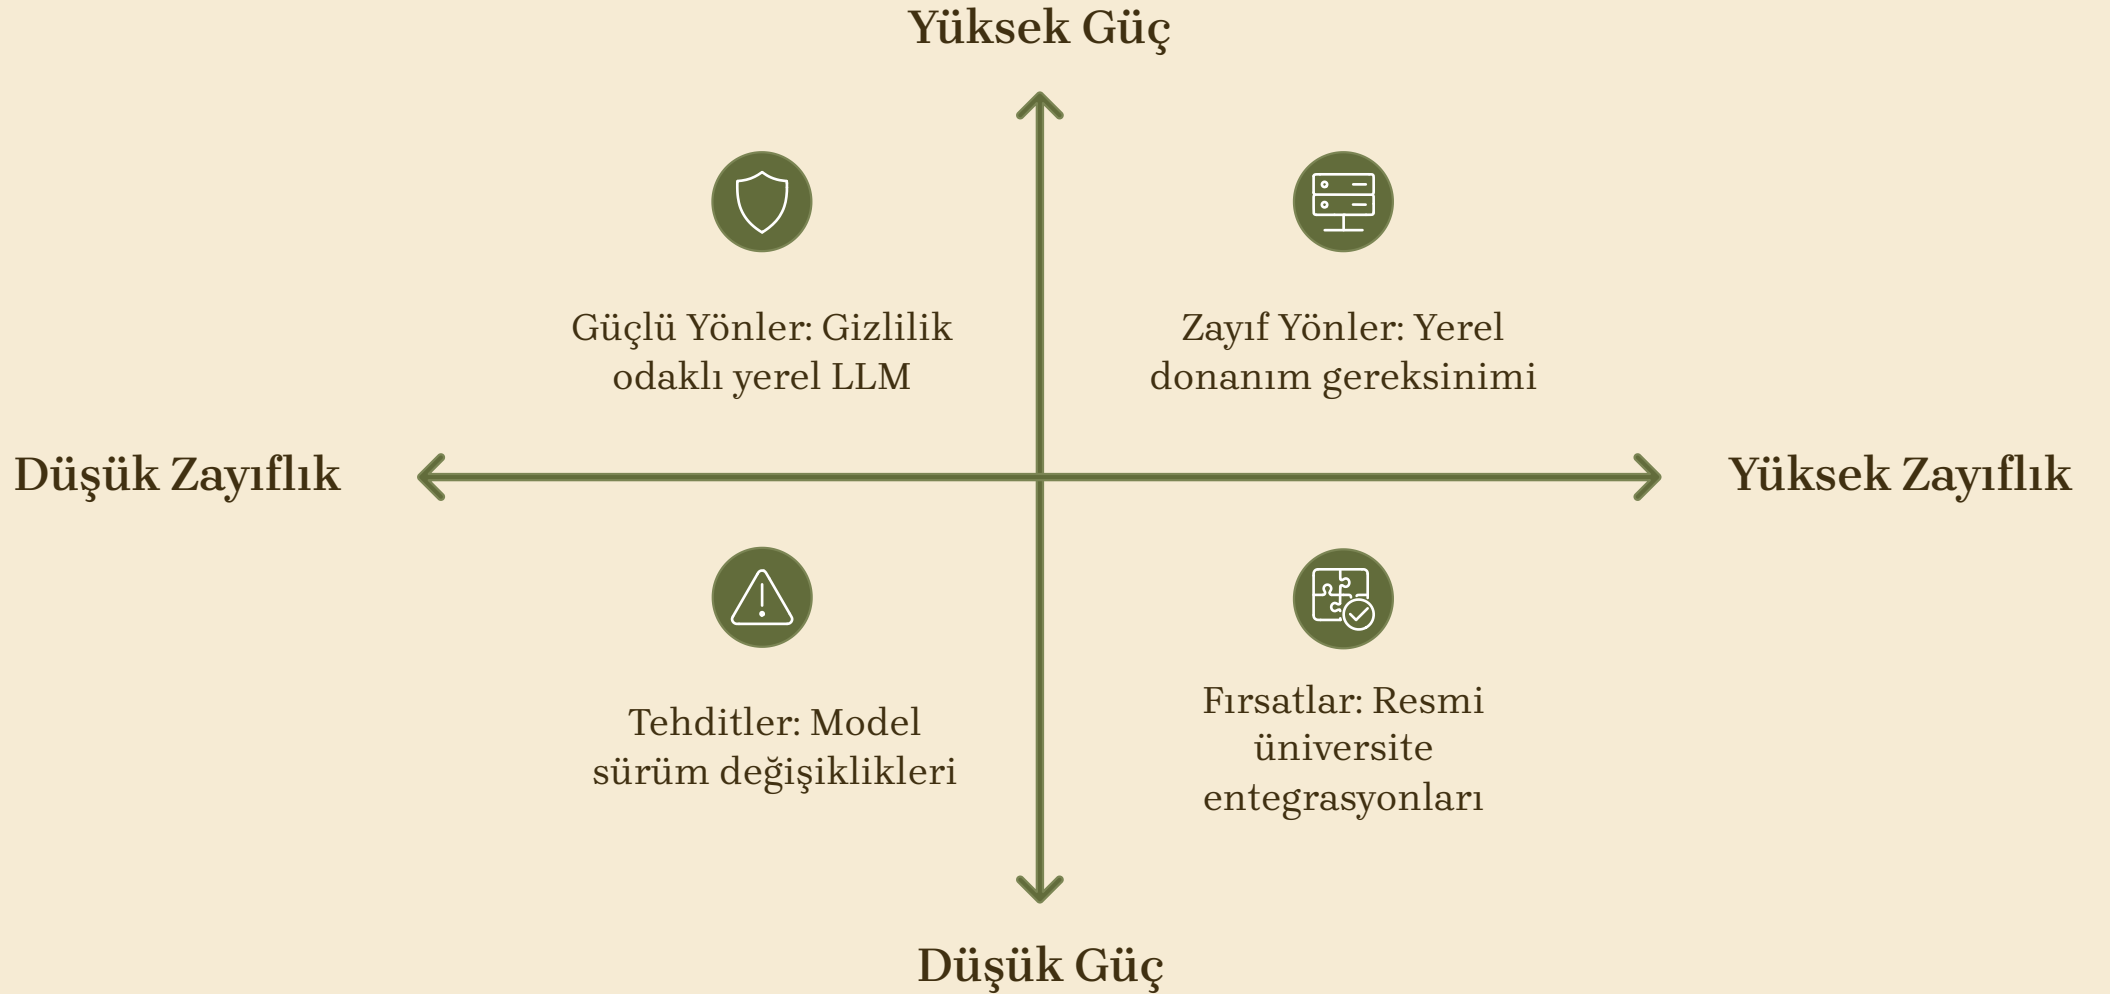 Yüksek Güç
Güçlü Yönler: Gizlilik
odaklı yerel LLM
Zayıf Yönler: Yerel
donanım gereksinimi
Düşük Zayıflık
Yüksek Zayıflık
Tehditler: Model
sürüm değişiklikleri
Fırsatlar: Resmi
üniversite
entegrasyonları
Düşük Güç